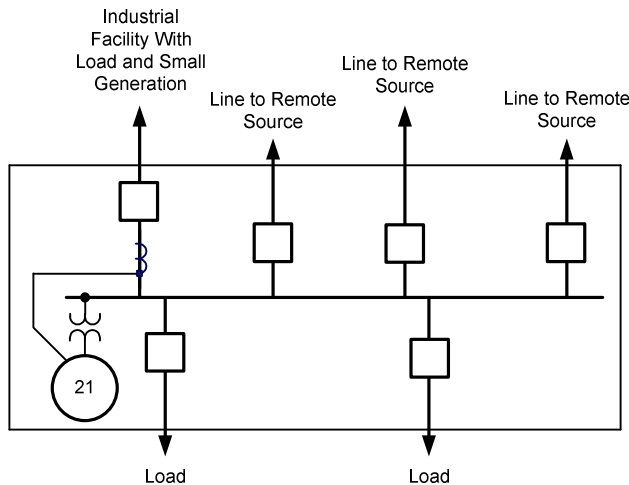 Industrial
Facility With
Load and Small
Generation
Line to Remote
Source
Line to Remote
Source
Line to Remote
Source
21
Load
Load